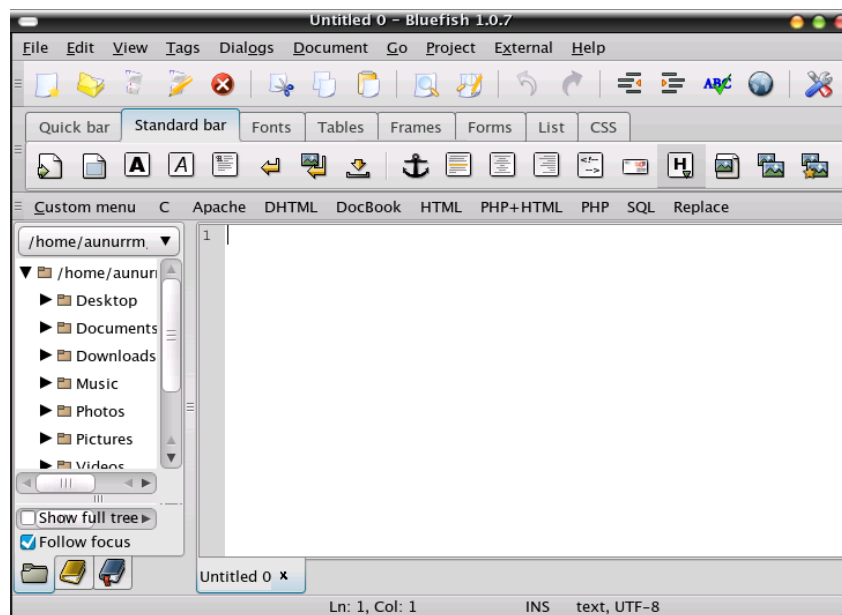 Untitled 0 – Bluefish 1.0.7
File Edit View Tags Dialogs Document Go Project External Help
ABC
Quick bar Standard bar Fonts Tables Frames Forms List CSS
A A <!-- --> H
Custom menu C Apache DHTML DocBook HTML PHP+HTML PHP SQL Replace
/home/aunurrm
1
/home/aunurr
Desktop
Documents
Downloads
Music
Photos
Pictures
Videos
Show full tree
Follow focus
Untitled 0 x
Ln: 1, Col: 1 INS text, UTF-8